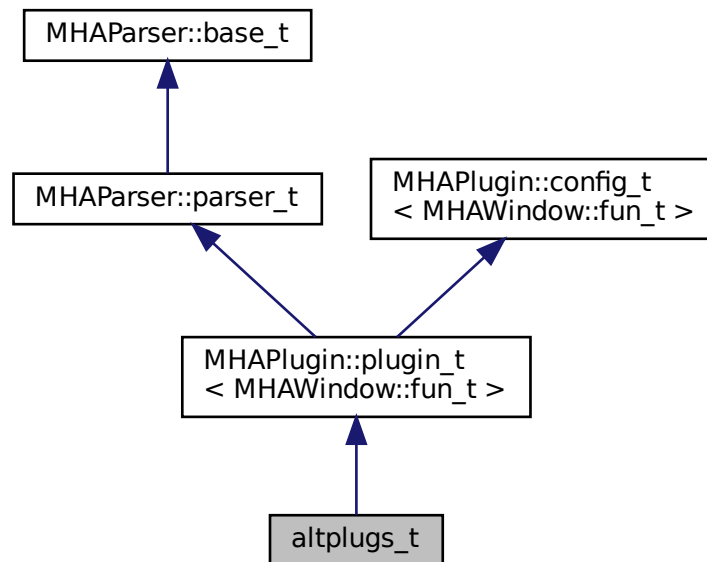 MHAParser::base_t
MHAParser::parser_t
MHAPlugin::config_t
< MHAWindow::fun_t >
MHAPlugin::plugin_t
< MHAWindow::fun_t >
altplugs_t